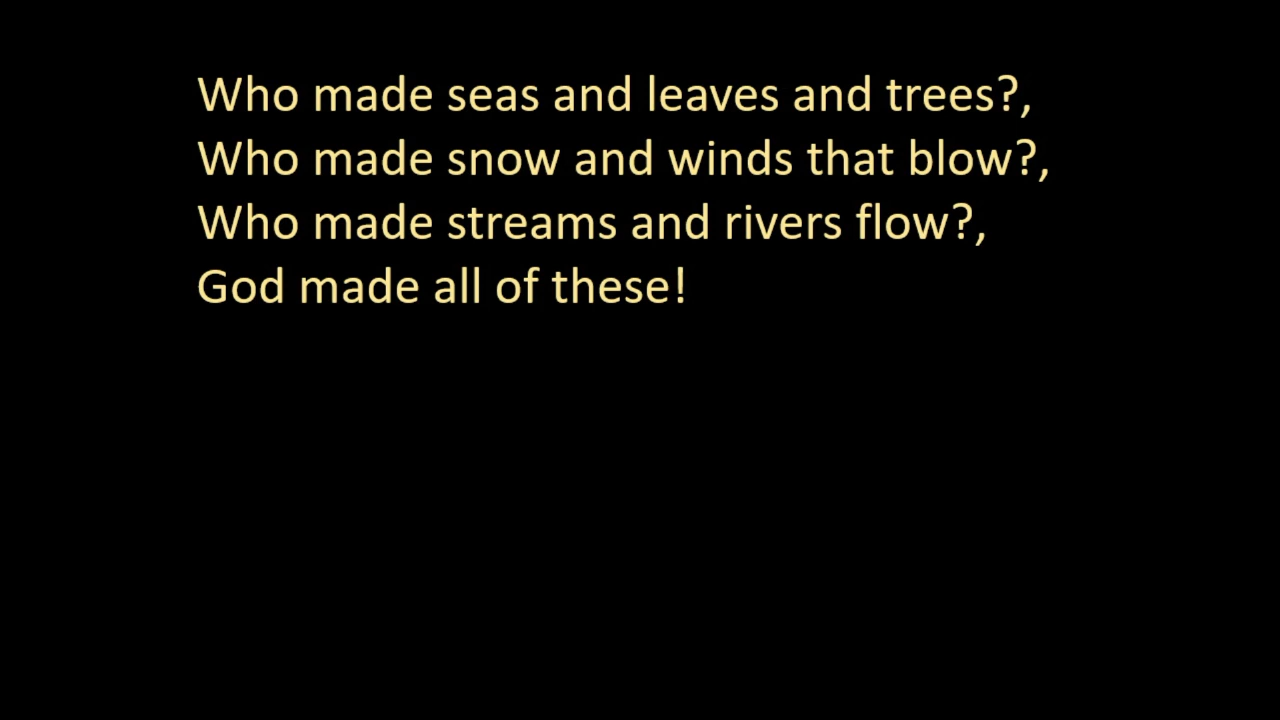 Who made seas and leaves and trees?,
Who made snow and winds that blow?,
Who made streams and rivers flow?,
God made all of these!